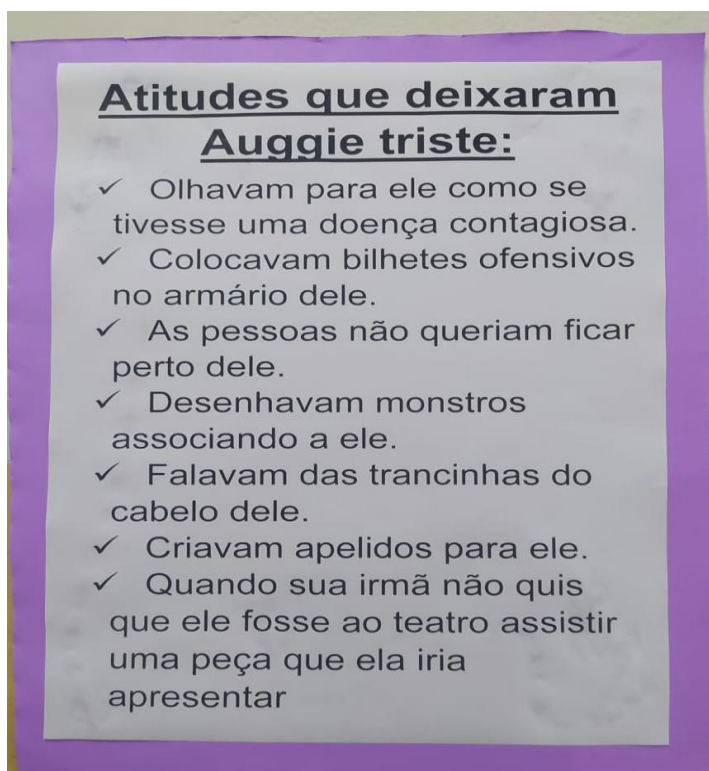 Atitudes que deixaram
Auggie triste:
✓ Olhavam para ele como se
tivesse uma doença contagiosa.
✓ Colocavam bilhetes ofensivos
no armário dele.
✓ As pessoas não queriam ficar
perto dele.
✓ Desenhavam monstros
associando a ele.
✓ Falavam das trancinhas do
cabelo dele.
✓ Criavam apelidos para ele.
✓ Quando sua irmã não quis
que ele fosse ao teatro assistir
uma peça que ela iria
apresentar